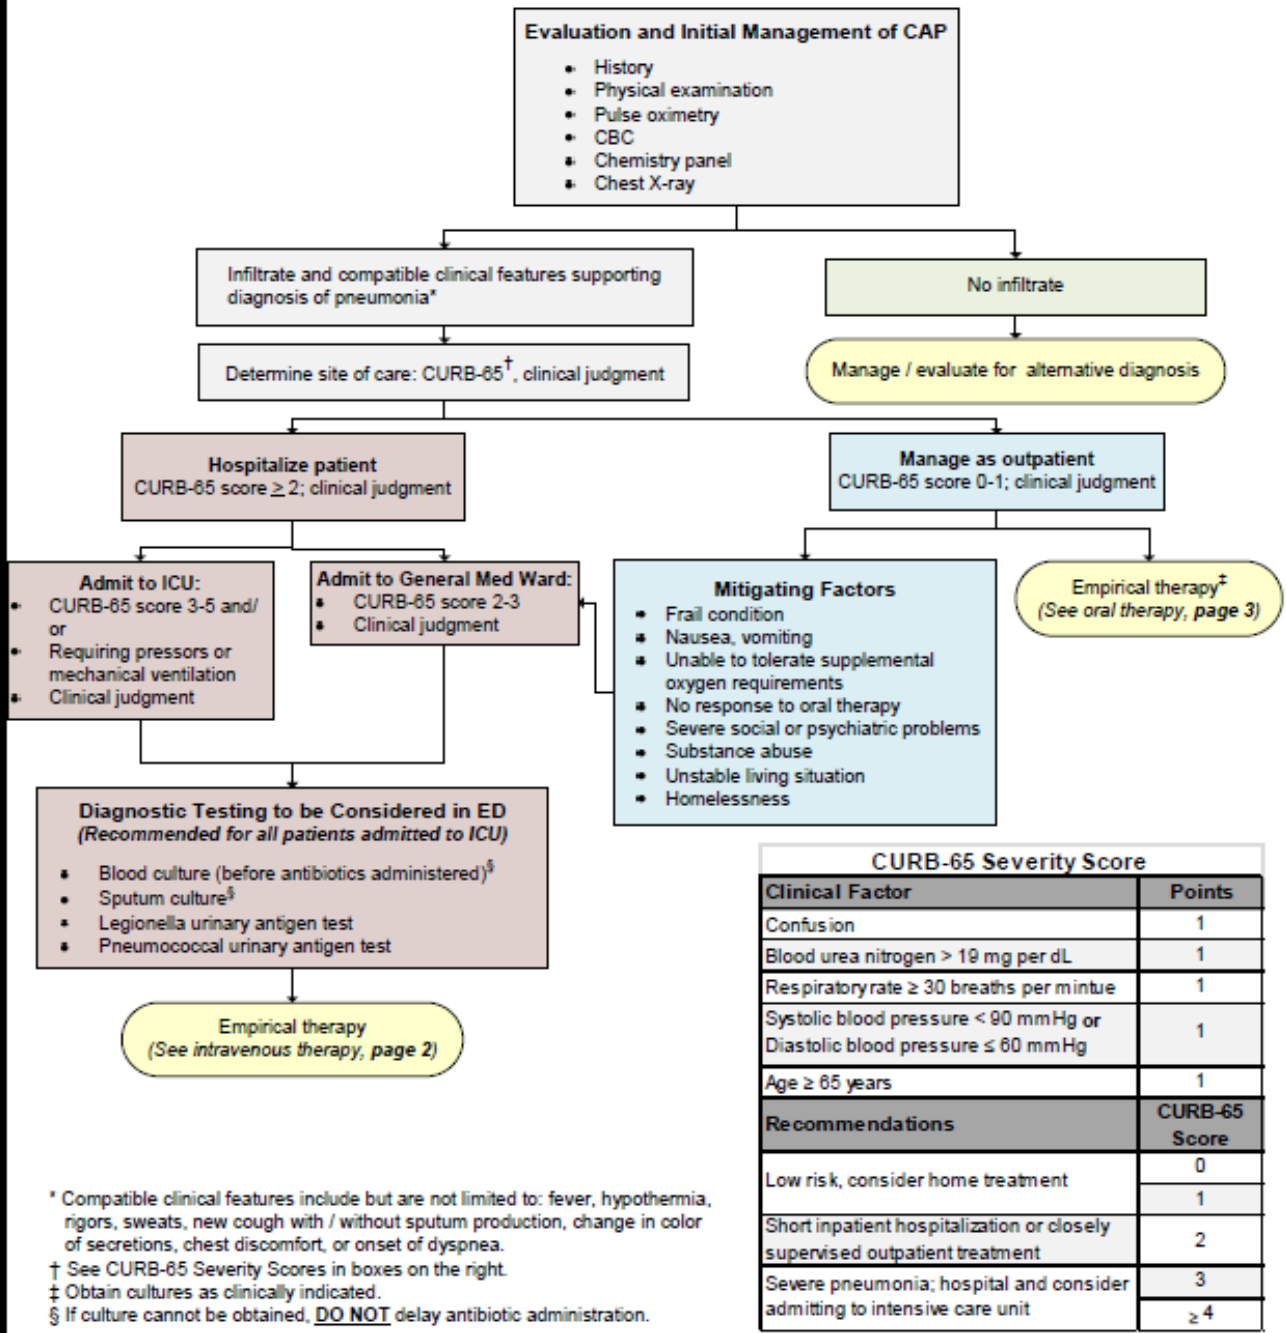 Evaluation and Initial Management of CAP
• History
• Physical examination
• Pulse oximetry
• CBC
• Chemistry panel
• Chest X-ray
Infiltrate and compatible clinical features supporting
diagnosis of pneumonia*
No infiltrate
Determine site of care: CURB-65†, clinical judgment
Manage / evaluate for alternative diagnosis
Hospitalize patient
CURB-65 score ≥ 2; clinical judgment
Manage as outpatient
CURB-65 score 0-1; clinical judgment
Admit to ICU:
• CURB-65 score 3-5 and/
or
• Requiring pressors or
mechanical ventilation
• Clinical judgment
Admit to General Med Ward:
• CURB-65 score 2-3
• Clinical judgment
Mitigating Factors
• Frail condition
• Nausea, vomiting
• Unable to tolerate supplemental
oxygen requirements
• No response to oral therapy
• Severe social or psychiatric problems
• Substance abuse
• Unstable living situation
• Homelessness
Empirical therapy‡
(See oral therapy, page 3)
Diagnostic Testing to be Considered in ED
(Recommended for all patients admitted to ICU)
• Blood culture (before antibiotics administered)§
• Sputum culture§
• Legionella urinary antigen test
• Pneumococcal urinary antigen test
Empirical therapy
(See intravenous therapy, page 2)
CURB-65 Severity Score
Clinical Factor Points
Confusion 1
Blood urea nitrogen > 19 mg per dL 1
Respiratory rate ≥ 30 breaths per mintue 1
Systolic blood pressure < 90 mmHg or
Diastolic blood pressure ≤ 60 mmHg 1
Age ≥ 65 years 1
Recommendations CURB-65
Score
Low risk, consider home treatment 0
1
Short inpatient hospitalization or closely
supervised outpatient treatment 2
Severe pneumonia; hospital and consider 3
admitting to intensive care unit ≥ 4
* Compatible clinical features include but are not limited to: fever, hypothermia,
rigors, sweats, new cough with / without sputum production, change in color
of secretions, chest discomfort, or onset of dyspnea.
† See CURB-65 Severity Scores in boxes on the right.
‡ Obtain cultures as clinically indicated.
§ If culture cannot be obtained, DO NOT delay antibiotic administration.